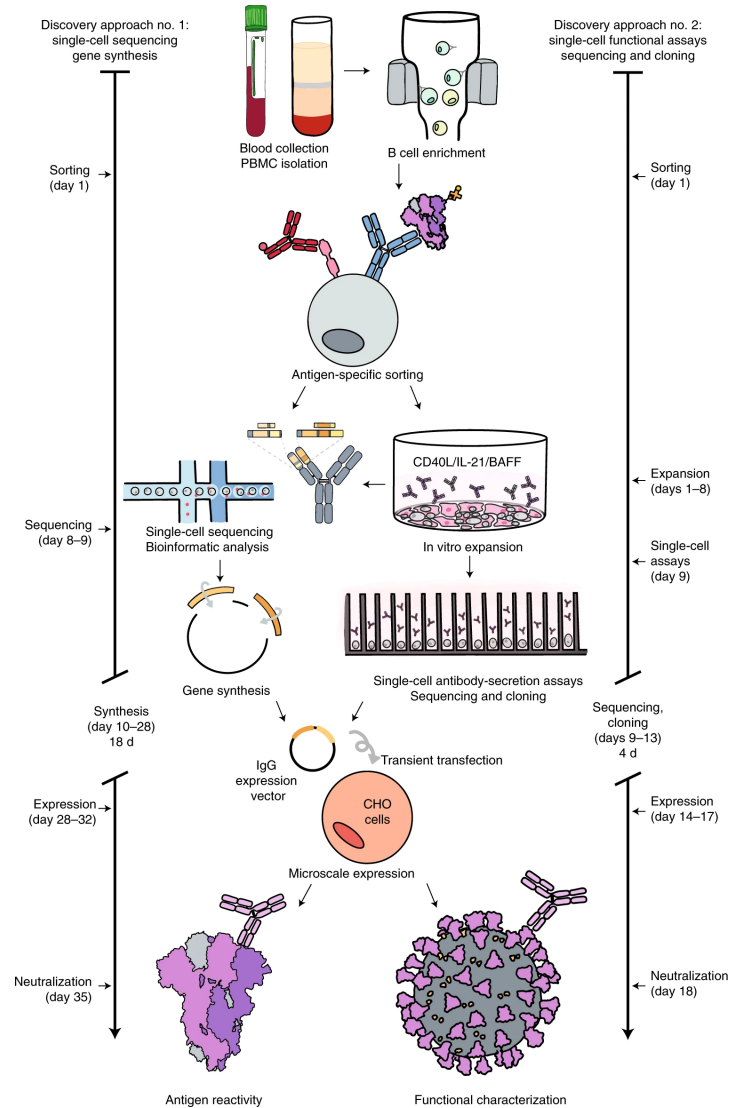 Discovery approach no. 1:
single-cell sequencing
gene synthesis
Discovery approach no. 2:
single-cell functional assays
sequencing and cloning
Blood collection
PBMC isolation
B cell enrichment
Sorting
(day 1)
Sorting
(day 1)
Antigen-specific sorting
CD40L/IL-21/BAFF
Expansion
(days 1–8)
Sequencing
(day 8–9)
Single-cell sequencing
Bioinformatic analysis
In vitro expansion
Single-cell
assays
(day 9)
Gene synthesis
Single-cell antibody-secretion assays
Sequencing and cloning
Synthesis
(day 10–28)
18 d
Sequencing,
cloning
(days 9–13)
4 d
IgG
expression
vector
Transient transfection
CHO
cells
Expression
(day 28–32)
Expression
(day 14–17)
Microscale expression
Neutralization
(day 35)
Neutralization
(day 18)
Antigen reactivity
Functional characterization